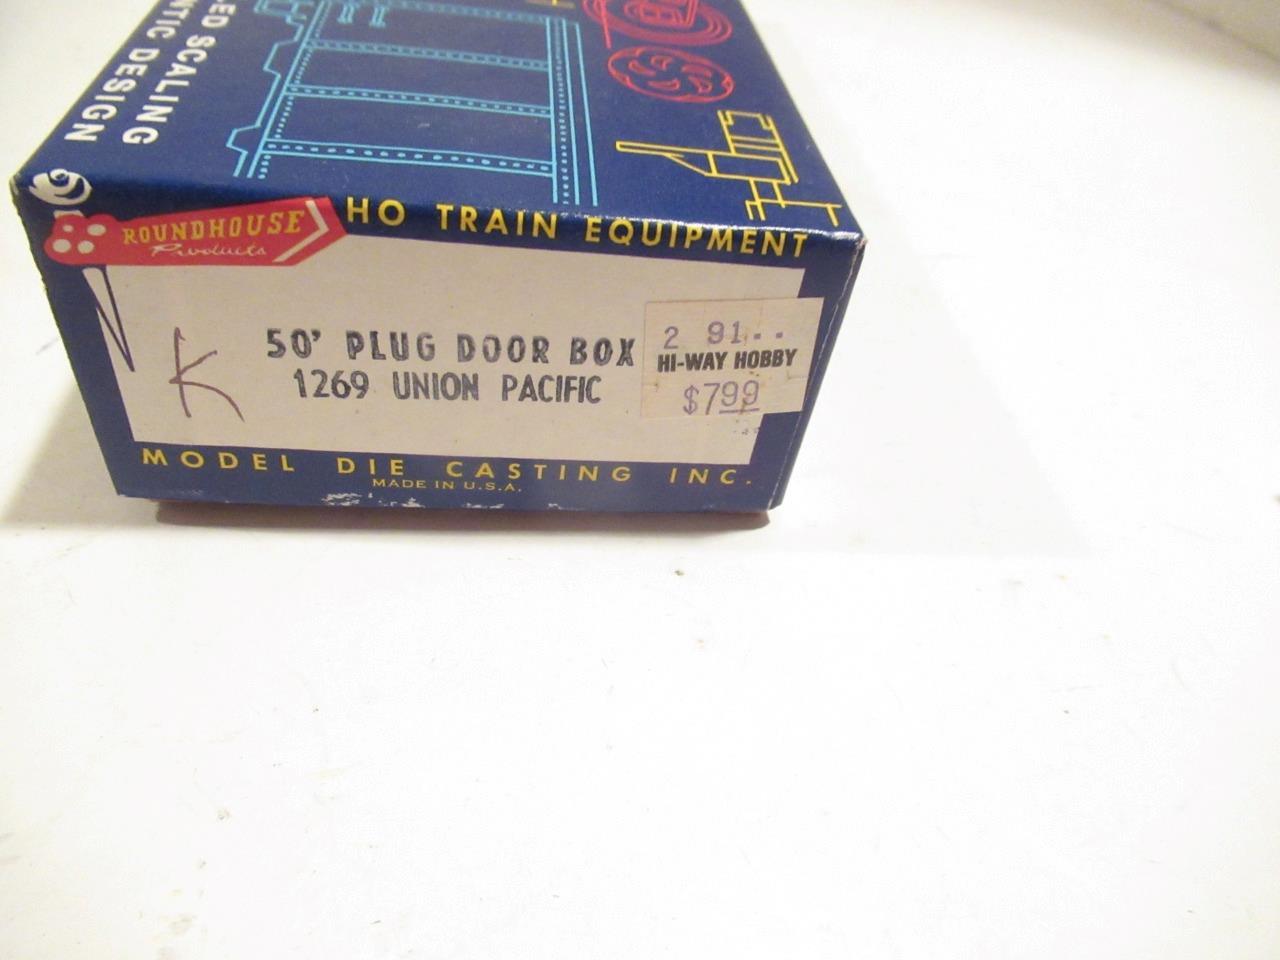 ED SCALING
NTIC DESIGN
ROUNDHOUSE
Products
HO TRAIN EQUIPMENT
K
50' PLUG DOOR BOX
1269 UNION PACIFIC
2 91..
HI-WAY HOBBY
$799
MODEL DIE CASTING INC.
MADE IN U.S.A.